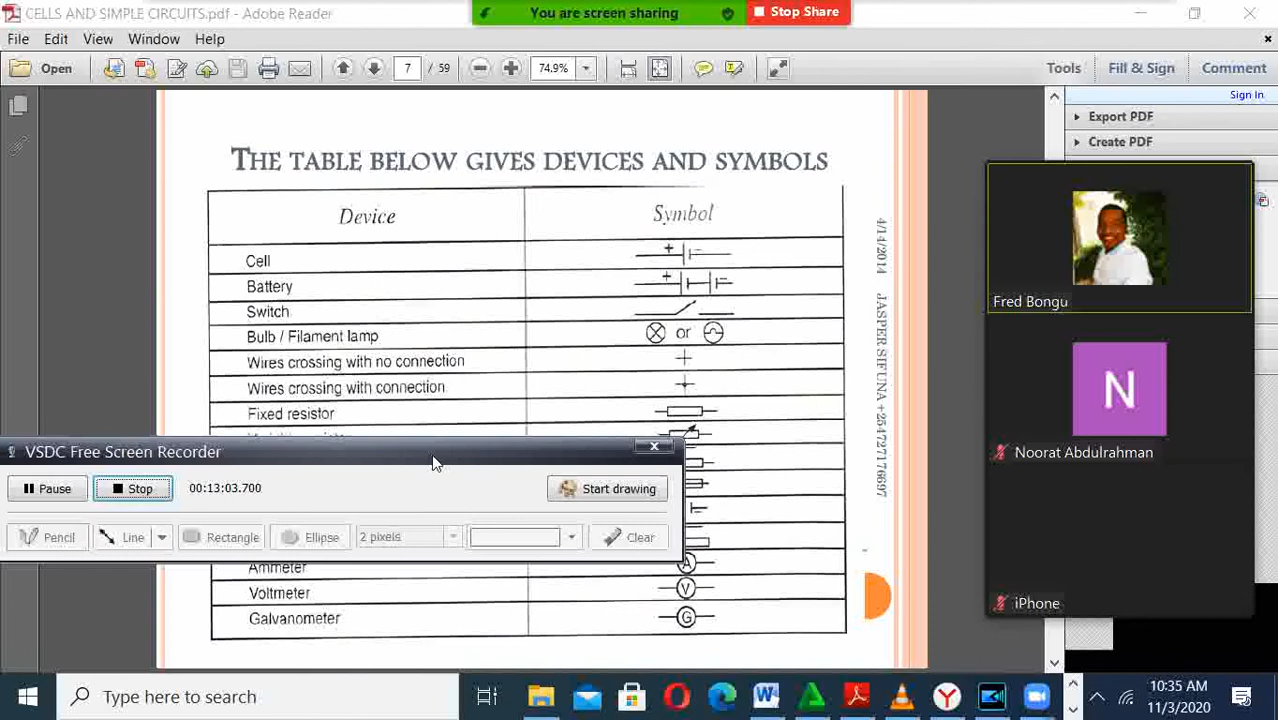 CELLS AND SIMPLE CIRCUITS.pdf - Adobe Reader
You are screen sharing
Stop Share
File Edit View Window Help
Open
7 / 59
74.9%
Tools Fill & Sign Comment
Sign In
Export PDF
Create PDF
THE TABLE BELOW GIVES DEVICES AND SYMBOLS
Device Symbol
Cell
Battery
Switch
Bulb / Filament lamp or
Wires crossing with no connection
Wires crossing with connection
Fixed resistor
Ammeter A
Voltmeter V
Galvanometer G
4/14/2014 JASPER SIFUNA +254727176697
VSDC Free Screen Recorder
Pause Stop 00:13:03.700 Start drawing
Pencil Line Rectangle Ellipse 2 pixels Clear
Fred Bongu
N
Noorat Abdulrahman
iPhone
Type here to search
10:35 AM
11/3/2020